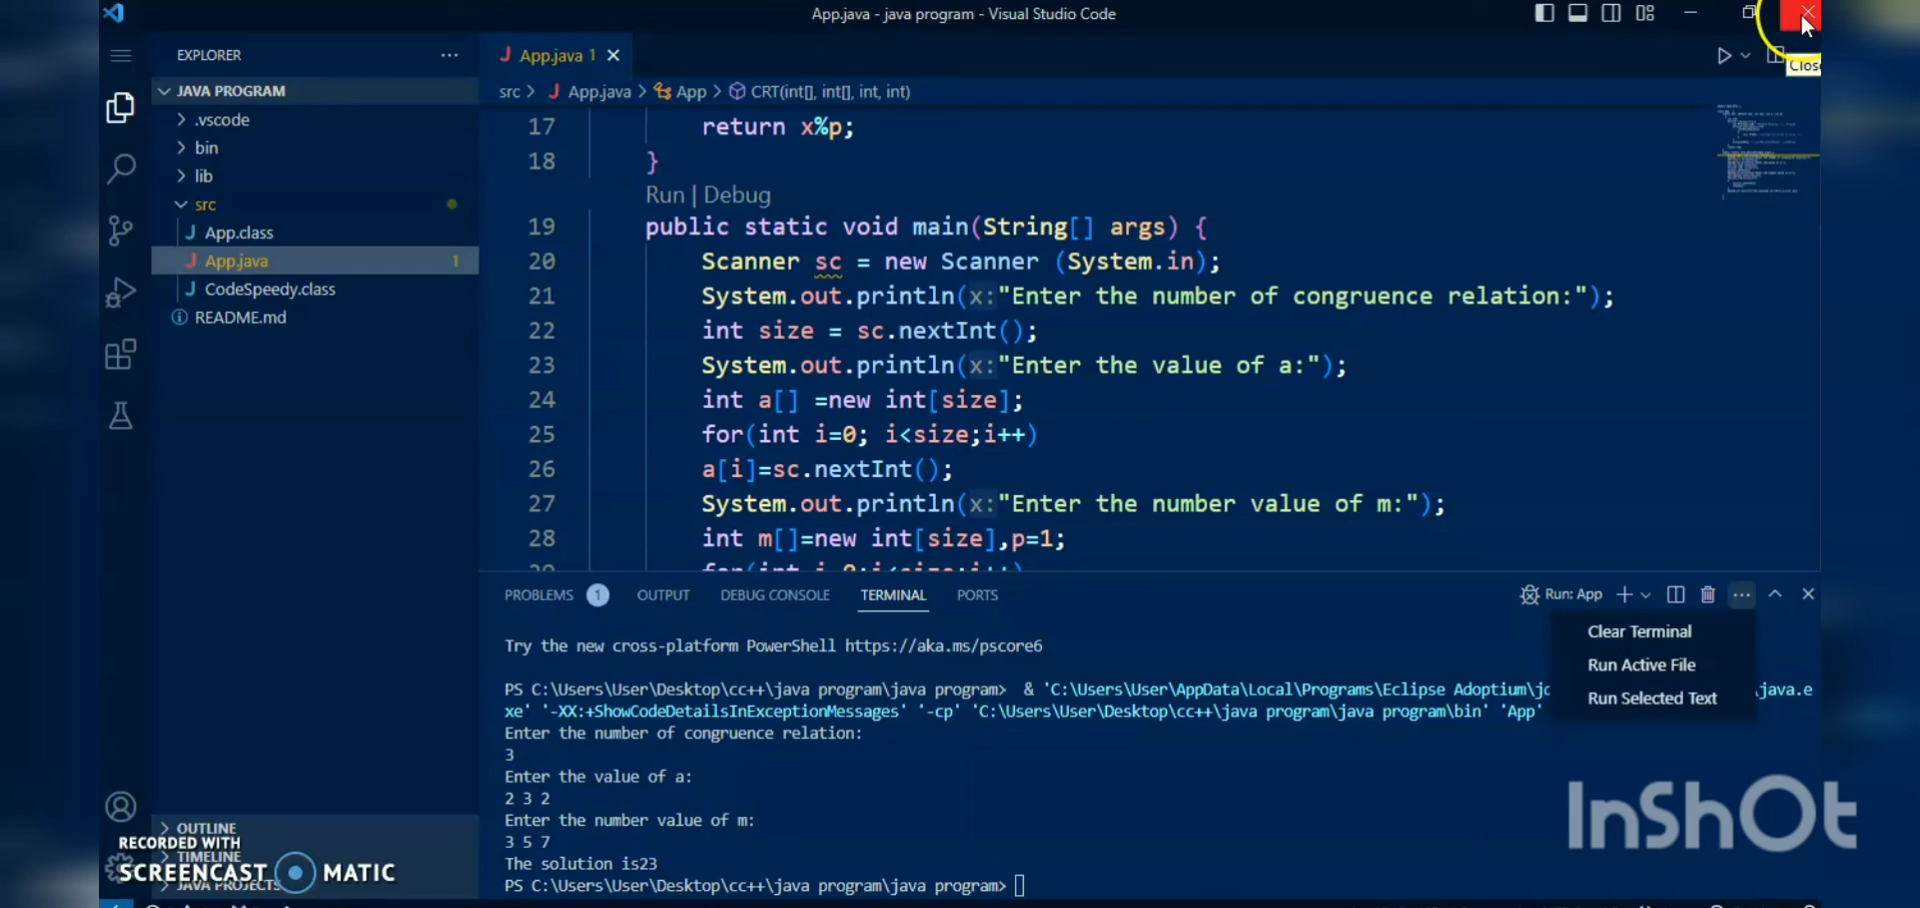 App.java - java program - Visual Studio Code
EXPLORER
App.java 1
Close
JAVA PROGRAM
src > App.java > App > CRT(int[], int[], int, int)
.vscode
bin
lib
src
App.class
App.java 1
CodeSpeedy.class
README.md
17 return x%p;
18 }
Run | Debug
19 public static void main(String[] args) {
20 Scanner sc = new Scanner (System.in);
21 System.out.println(x:"Enter the number of congruence relation:");
22 int size = sc.nextInt();
23 System.out.println(x:"Enter the value of a:");
24 int a[] =new int[size];
25 for(int i=0; i<size;i++)
26 a[i]=sc.nextInt();
27 System.out.println(x:"Enter the number value of m:");
28 int m[]=new int[size],p=1;
PROBLEMS 1 OUTPUT DEBUG CONSOLE TERMINAL PORTS
Run: App
Clear Terminal
Run Active File
Run Selected Text
Try the new cross-platform PowerShell https://aka.ms/pscore6
PS C:\Users\User\Desktop\cc++\java program\java program> & 'C:\Users\User\AppData\Local\Programs\Eclipse Adoptium\jd \java.e
xe' '-XX:+ShowCodeDetailsInExceptionMessages' '-cp' 'C:\Users\User\Desktop\cc++\java program\java program\bin' 'App'
Enter the number of congruence relation:
3
Enter the value of a:
2 3 2
Enter the number value of m:
3 5 7
The solution is23
PS C:\Users\User\Desktop\cc++\java program\java program>
OUTLINE
TIMELINE
JAVA PROJECTS
RECORDED WITH
SCREENCAST MATIC
InShOt